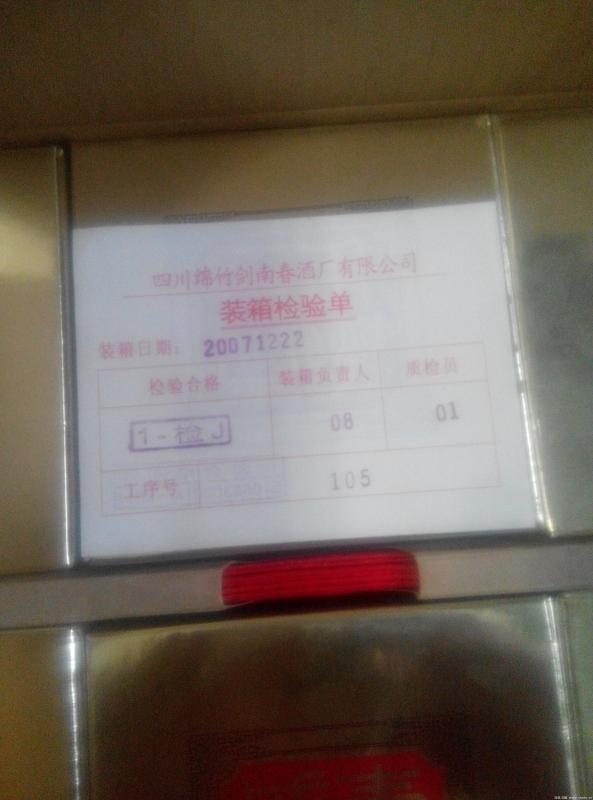 四川绵竹剑南春酒厂有限公司
装箱检验单
装箱日期： 20071222
检验合格 装箱负责人 质检员
1-检J 08 01
工序号 105